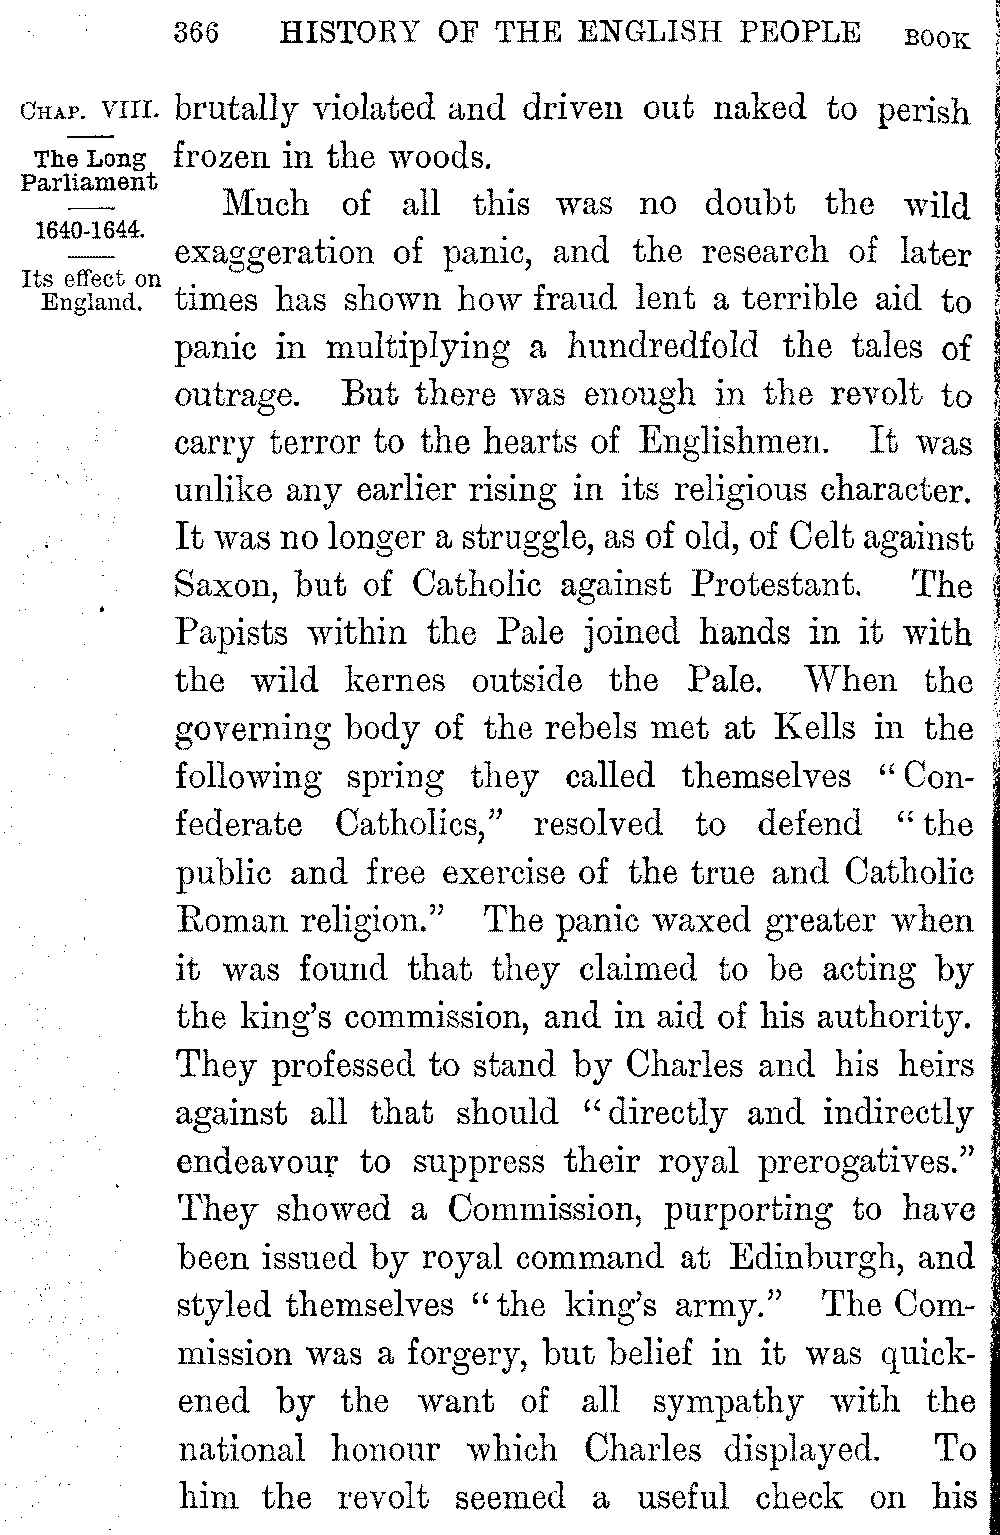 366 HISTORY OF THE ENGLISH PEOPLE BOOK
CHAP. VIII.
The Long
Parliament
1640-1644.
Its effect on
England.
brutally violated and driven out naked to perish
frozen in the woods.
Much of all this was no doubt the wild
exaggeration of panic, and the research of later
times has shown how fraud lent a terrible aid to
panic in multiplying a hundredfold the tales of
outrage. But there was enough in the revolt to
carry terror to the hearts of Englishmen. It was
unlike any earlier rising in its religious character.
It was no longer a struggle, as of old, of Celt against
Saxon, but of Catholic against Protestant. The
Papists within the Pale joined hands in it with
the wild kernes outside the Pale. When the
governing body of the rebels met at Kells in the
following spring they called themselves “Con-
federate Catholics,” resolved to defend “the
public and free exercise of the true and Catholic
Roman religion.” The panic waxed greater when
it was found that they claimed to be acting by
the king’s commission, and in aid of his authority.
They professed to stand by Charles and his heirs
against all that should “directly and indirectly
endeavour to suppress their royal prerogatives.”
They showed a Commission, purporting to have
been issued by royal command at Edinburgh, and
styled themselves “the king’s army.” The Com-
mission was a forgery, but belief in it was quick-
ened by the want of all sympathy with the
national honour which Charles displayed. To
him the revolt seemed a useful check on his